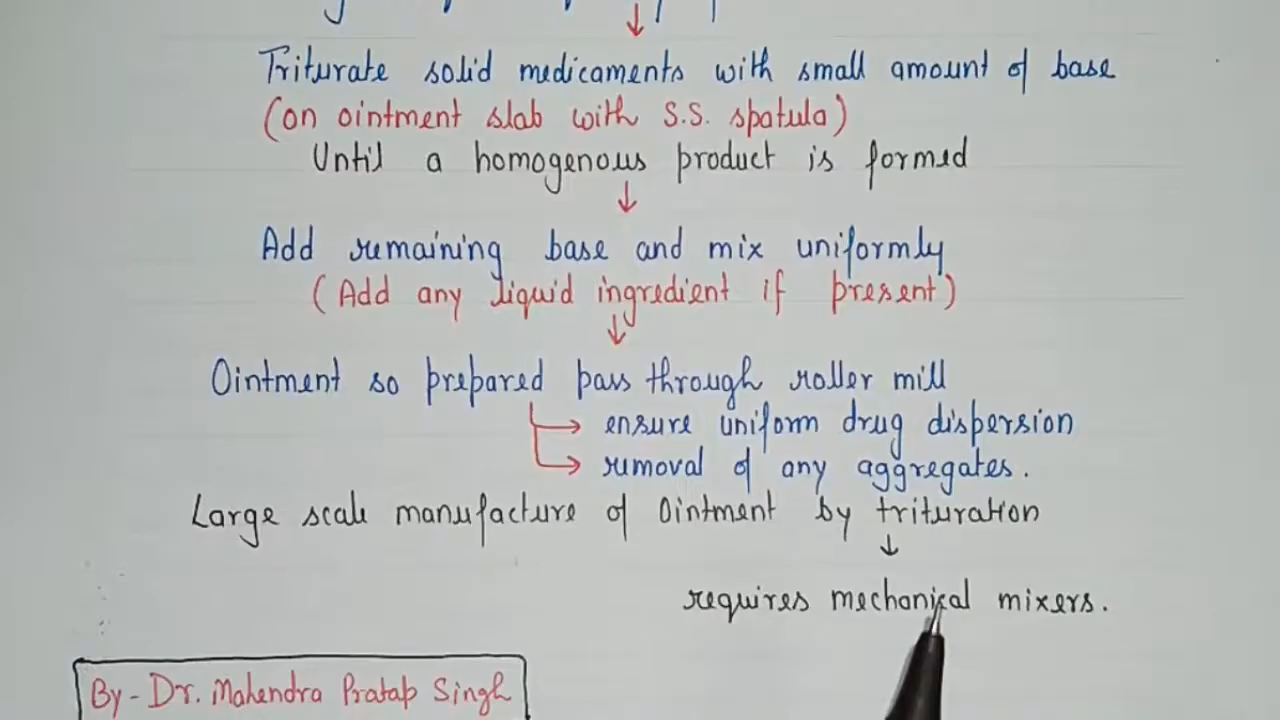 Triturate solid medicaments with small amount of base
(on ointment slab with S.S. spatula)
Until a homogenous product is formed
Add remaining base and mix uniformly
(Add any liquid ingredient if present)
Ointment so prepared pass through roller mill
ensure uniform drug dispersion
removal of any aggregates.
Large scale manufacture of Ointment by trituration
requires mechanical mixers.
By - Dr. Mahendra Pratap Singh